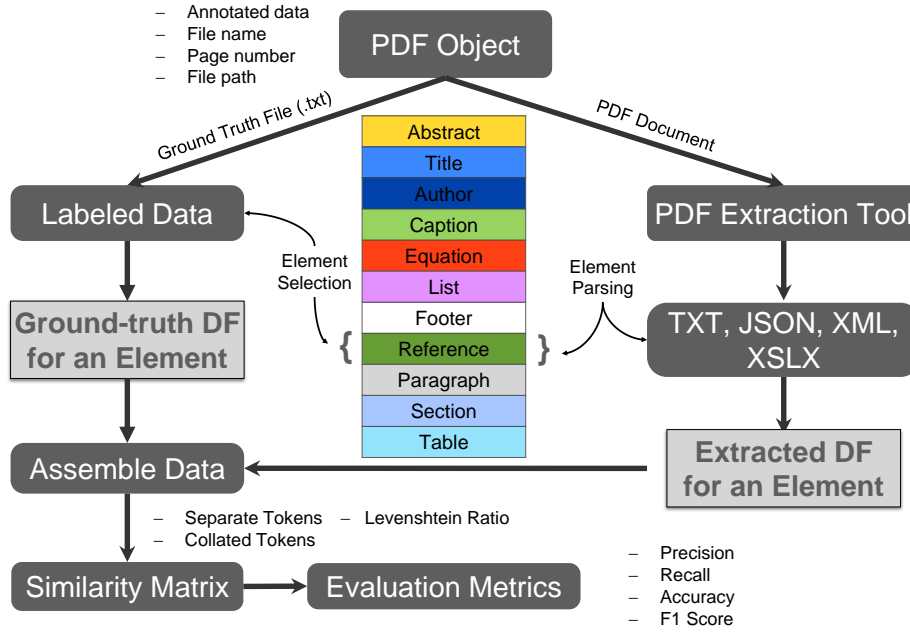 – Annotated data
– File name
– Page number
– File path
PDF Object
Ground Truth File (.txt)
PDF Document
Abstract
Title
Author
Caption
Equation
List
Footer
Reference
Paragraph
Section
Table
Labeled Data
PDF Extraction Tool
Element
Selection
Element
Parsing
{
}
Ground-truth DF
for an Element
TXT, JSON, XML,
XSLX
Assemble Data
Extracted DF
for an Element
– Separate Tokens – Levenshtein Ratio
– Collated Tokens
Similarity Matrix
Evaluation Metrics
– Precision
– Recall
– Accuracy
– F1 Score